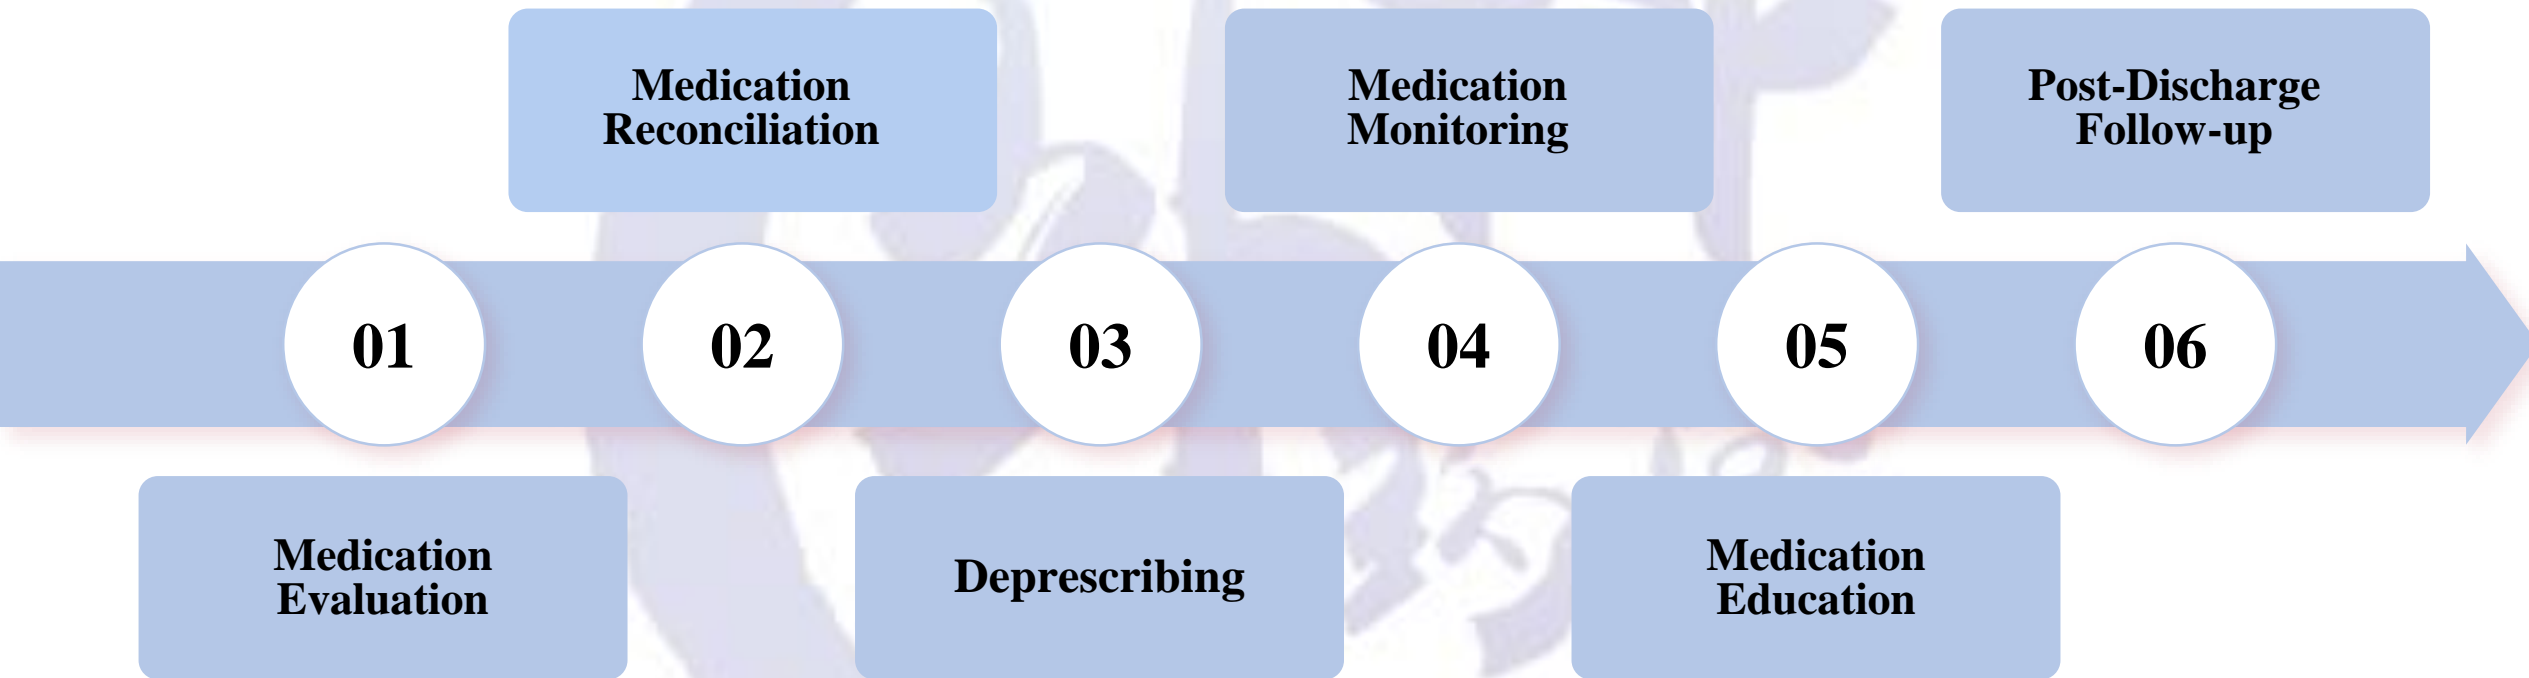 Medication
Reconciliation
Medication
Monitoring
Post-Discharge
Follow-up
01
02
03
04
05
06
Medication
Evaluation
Deprescribing
Medication
Education